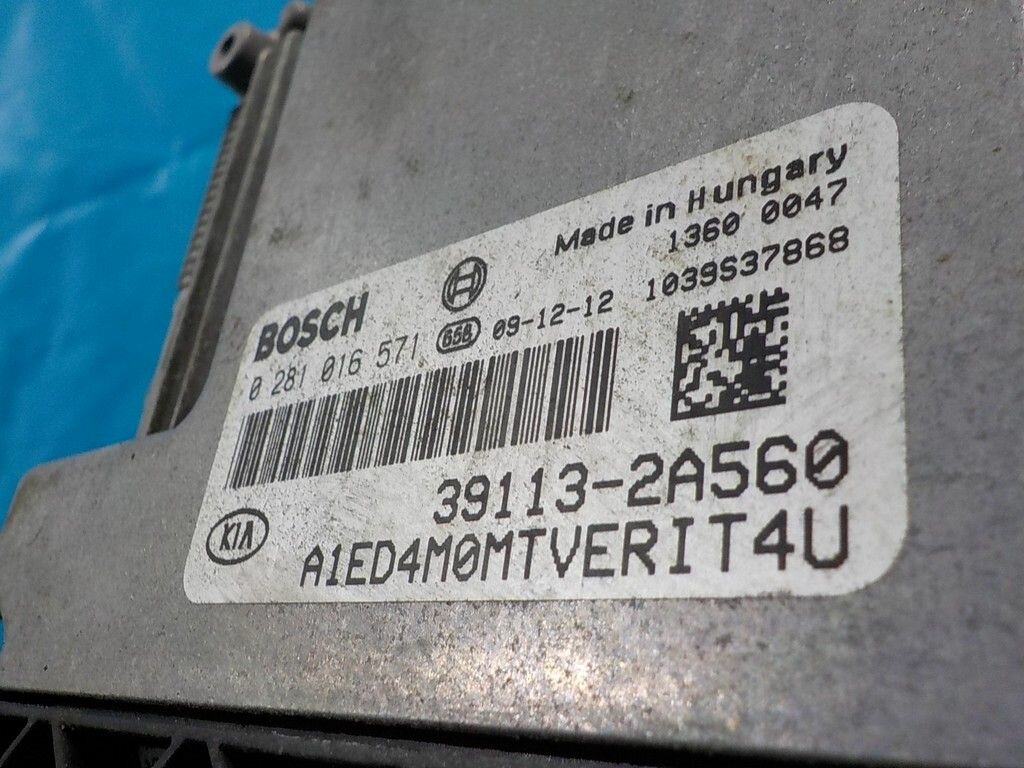 Made in Hungary
1360 0047
BOSCH
0 281 016 571 658 09-12-12 1039S37868
39113-2A560
KIA
A1ED4M0MTVERIT4U